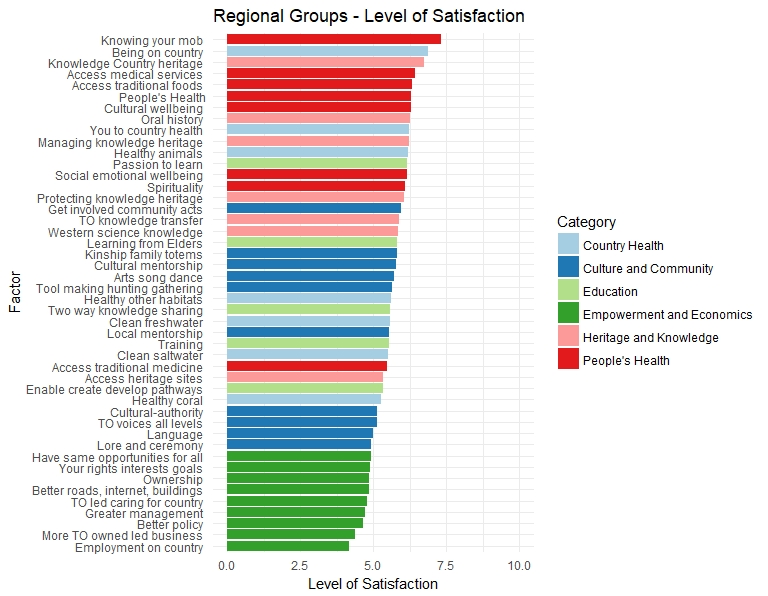 Regional Groups - Level of Satisfaction
Knowing your mob
Being on country
Knowledge Country heritage
Access medical services
Access traditional foods
People's Health
Cultural wellbeing
Oral history
You to country health
Managing knowledge heritage
Healthy animals
Passion to learn
Social emotional wellbeing
Spirituality
Protecting knowledge heritage
Get involved community acts
TO knowledge transfer
Western science knowledge
Learning from Elders
Kinship family totems
Cultural mentorship
Arts song dance
Tool making hunting gathering
Healthy other habitats
Two way knowledge sharing
Clean freshwater
Local mentorship
Training
Clean saltwater
Access traditional medicine
Access heritage sites
Enable create develop pathways
Healthy coral
Cultural-authority
TO voices all levels
Language
Lore and ceremony
Have same opportunities for all
Your rights interests goals
Ownership
Better roads, internet, buildings
TO led caring for country
Greater management
Better policy
More TO owned led business
Employment on country
Factor
0.0 2.5 5.0 7.5 10.0
Level of Satisfaction
Category
Country Health
Culture and Community
Education
Empowerment and Economics
Heritage and Knowledge
People's Health